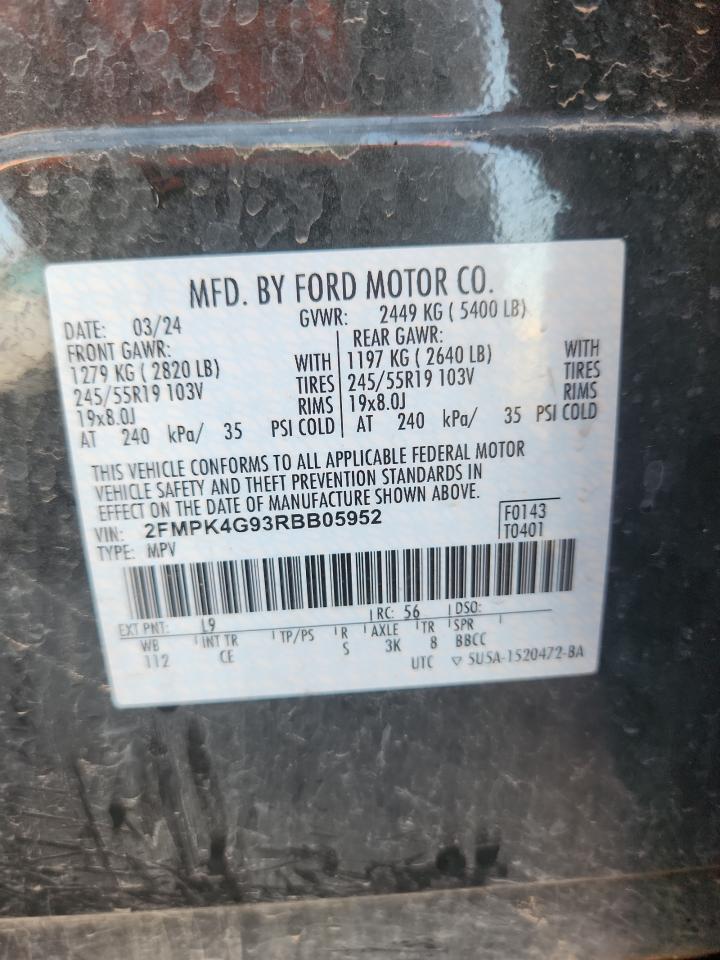 MFD. BY FORD MOTOR CO.
DATE: 03/24 GVWR: 2449 KG ( 5400 LB)
FRONT GAWR: REAR GAWR:
1279 KG ( 2820 LB) WITH 1197 KG ( 2640 LB) WITH
245/55R19 103V TIRES 245/55R19 103V TIRES
19x8.0J RIMS 19x8.0J RIMS
AT 240 kPa/ 35 PSI COLD AT 240 kPa/ 35 PSI COLD
THIS VEHICLE CONFORMS TO ALL APPLICABLE FEDERAL MOTOR
VEHICLE SAFETY AND THEFT PREVENTION STANDARDS IN
EFFECT ON THE DATE OF MANUFACTURE SHOWN ABOVE.
VIN: 2FMPK4G93RBB05952 F0143
TYPE: MPV T0401
EXT PNT: L9 RC: 56 DSO:
WB INT TR TP/PS R AXLE TR SPR
112 CE S 3K 8 BBCC
UTC ▽ 5U5A-1520472-BA